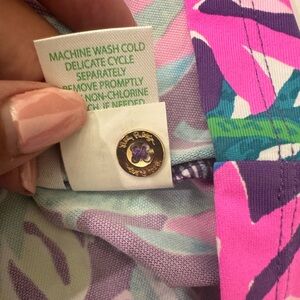 MACHINE WASH COLD
DELICATE CYCLE
SEPARATELY
REMOVE PROMPTLY
NON-CHLORINE
IF NEEDED